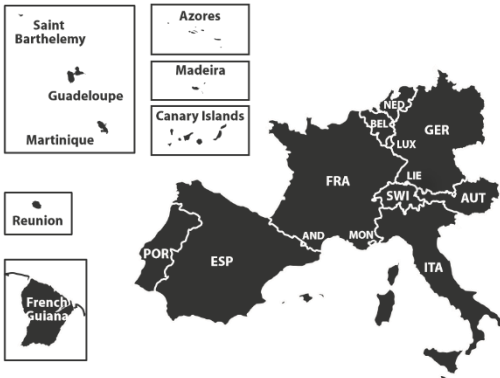 Saint
Barthelemy
Guadeloupe
Martinique
Azores
Madeira
Canary Islands
Reunion
French
Guiana
NED
BEL
GER
LUX
FRA
LIE
SWI
AUT
AND
MON
POR
ESP
ITA